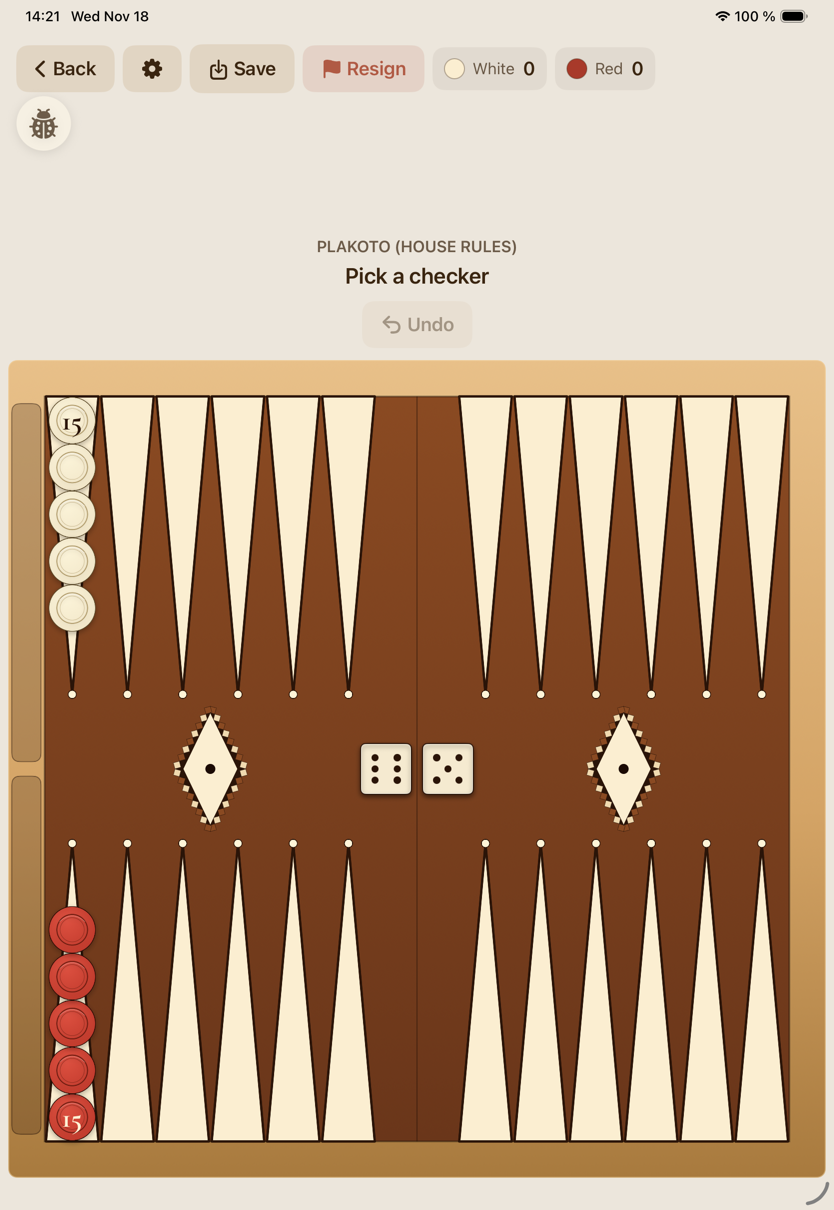 14:21 Wed Nov 18 100 %
Back Save Resign White 0 Red 0
PLAKOTO (HOUSE RULES)
Pick a checker
Undo
15
15